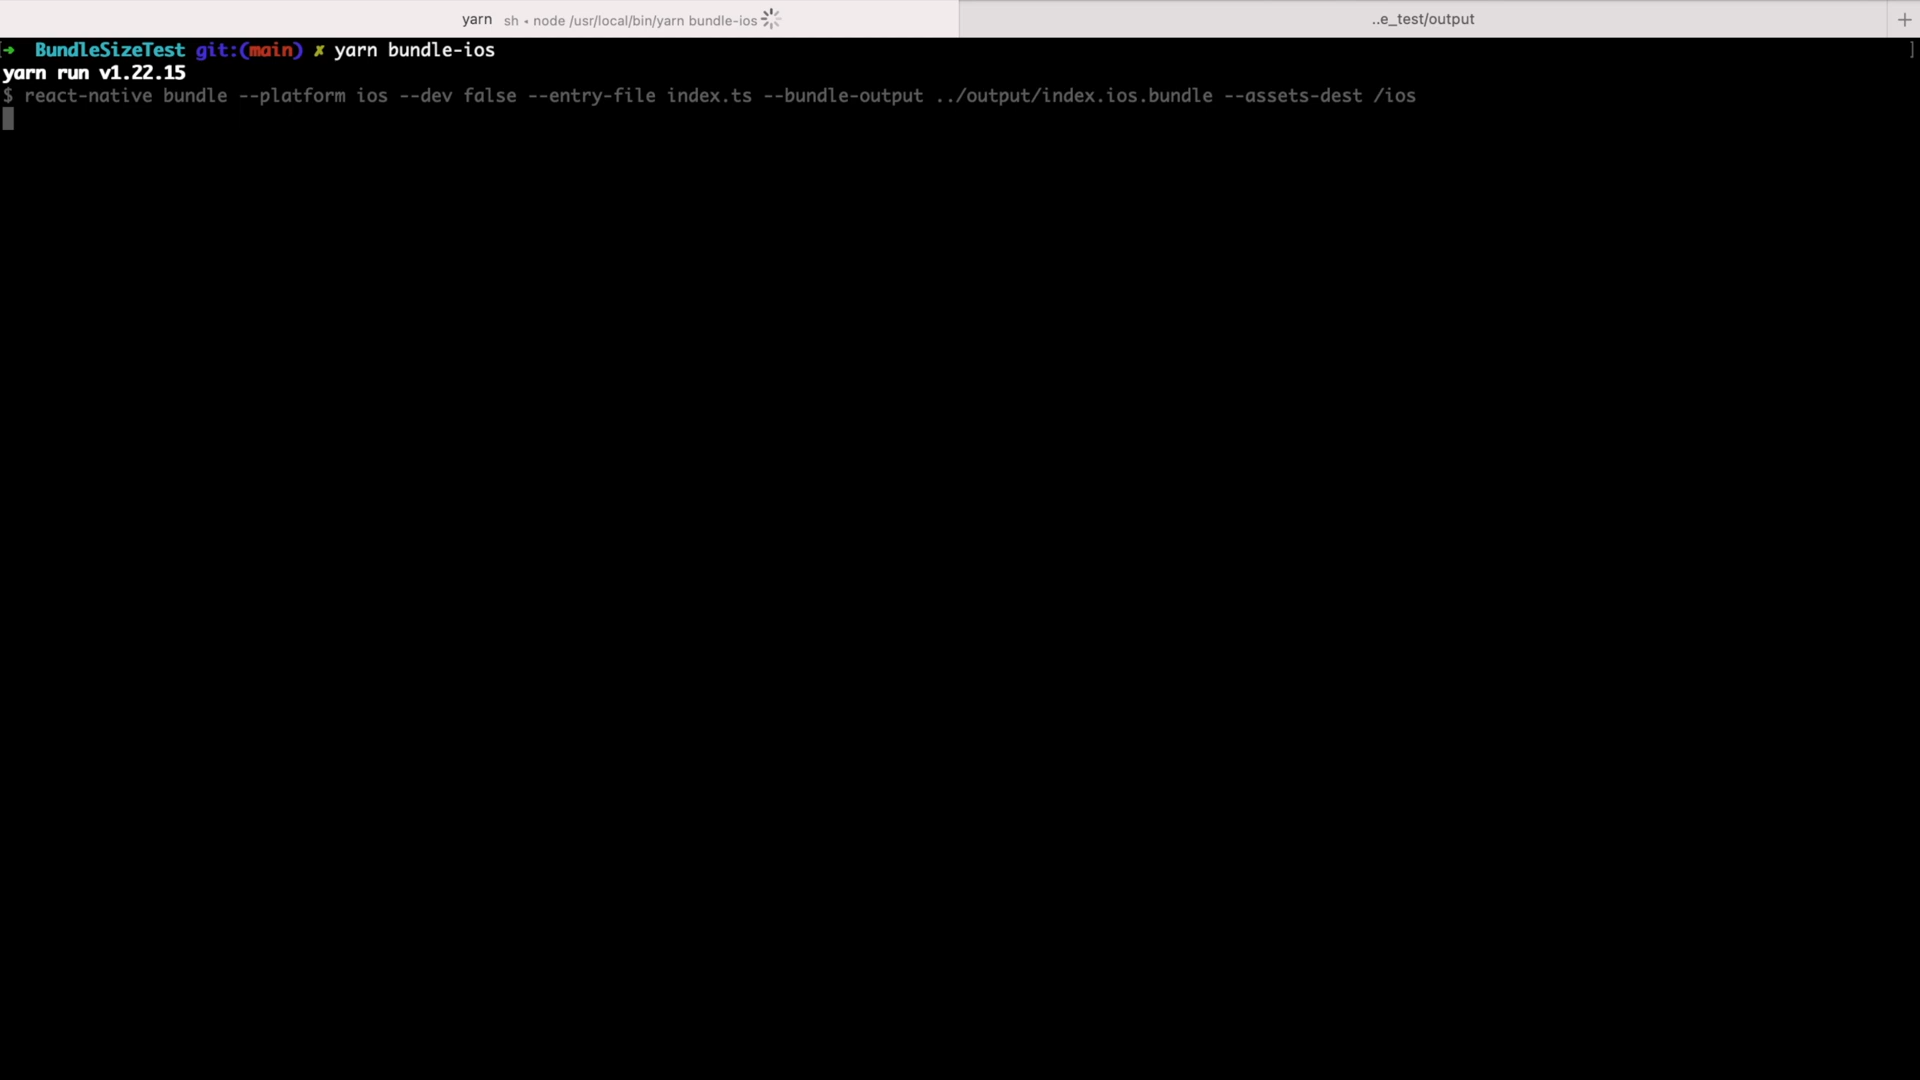 yarn sh ◂ node /usr/local/bin/yarn bundle-ios
..e_test/output
+
[→ BundleSizeTest git:(main) ✗ yarn bundle-ios ]
yarn run v1.22.15
$ react-native bundle --platform ios --dev false --entry-file index.ts --bundle-output ../output/index.ios.bundle --assets-dest /ios